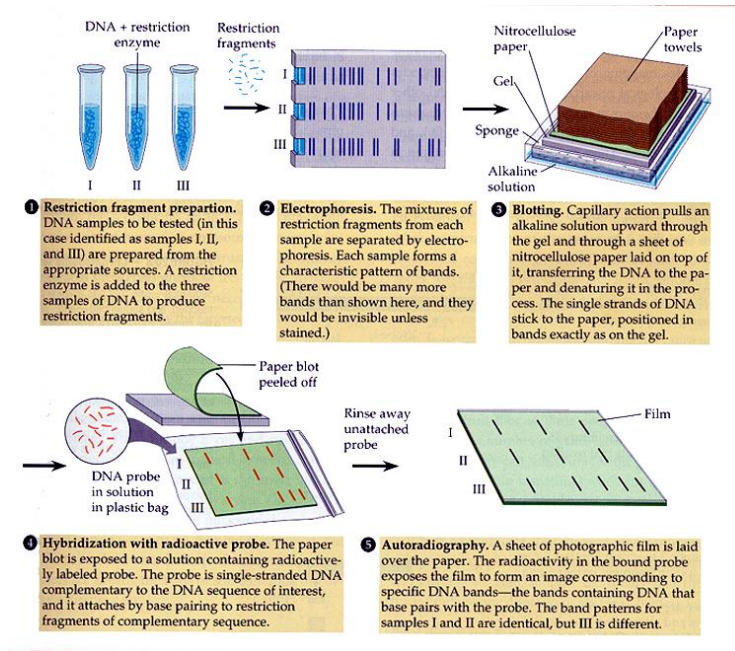 DNA + restriction
enzyme
I
II
III
Restriction
fragments
I
II
III
Nitrocellulose
paper
Paper
towels
Gel
Sponge
Alkaline
solution
1 Restriction fragment prepartion.
DNA samples to be tested (in this
case identified as samples I, II,
and III) are prepared from the
appropriate sources. A restriction
enzyme is added to the three
samples of DNA to produce
restriction fragments.
2 Electrophoresis. The mixtures of
restriction fragments from each
sample are separated by electro-
phoresis. Each sample forms a
characteristic pattern of bands.
(There would be many more
bands than shown here, and they
would be invisible unless
stained.)
3 Blotting. Capillary action pulls an
alkaline solution upward through
the gel and through a sheet of
nitrocellulose paper laid on top of
it, transferring the DNA to the pa-
per and denaturing it in the pro-
cess. The single strands of DNA
stick to the paper, positioned in
bands exactly as on the gel.
Paper blot
peeled off
DNA probe
in solution
in plastic bag
I
II
III
Rinse away
unattached
probe
I
II
III
Film
4 Hybridization with radioactive probe. The paper
blot is exposed to a solution containing radioactive-
ly labeled probe. The probe is single-stranded DNA
complementary to the DNA sequence of interest,
and it attaches by base pairing to restriction
fragments of complementary sequence.
5 Autoradiography. A sheet of photographic film is laid
over the paper. The radioactivity in the bound probe
exposes the film to form an image corresponding to
specific DNA bands—the bands containing DNA that
base pairs with the probe. The band patterns for
samples I and II are identical, but III is different.